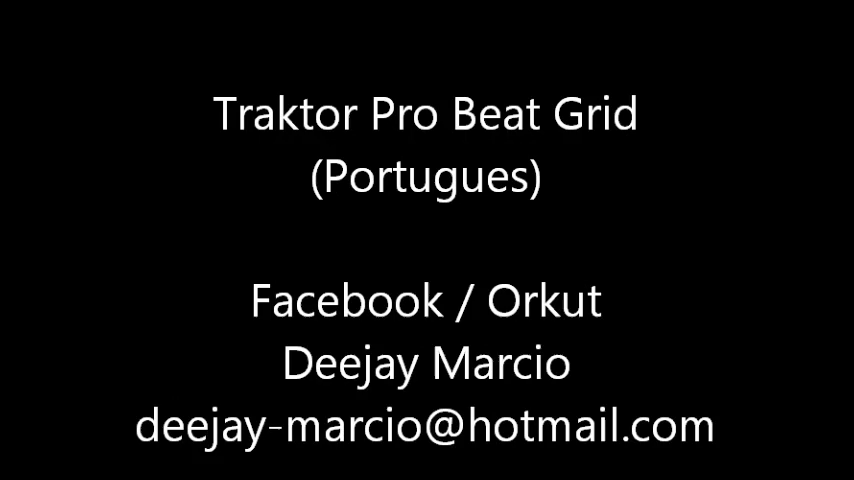 Traktor Pro Beat Grid
(Portugues)
Facebook / Orkut
Deejay Marcio
deejay-marcio@hotmail.com